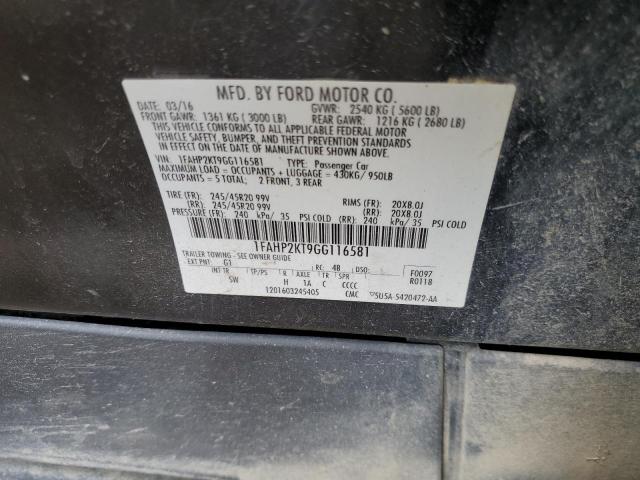 MFD. BY FORD MOTOR CO.
DATE: 03/16 GVWR: 2540 KG ( 5600 LB)
FRONT GAWR: 1361 KG ( 3000 LB) REAR GAWR: 1216 KG ( 2680 LB)
THIS VEHICLE CONFORMS TO ALL APPLICABLE FEDERAL MOTOR
VEHICLE SAFETY, BUMPER, AND THEFT PREVENTION STANDARDS
IN EFFECT ON THE DATE OF MANUFACTURE SHOWN ABOVE.
VIN: 1FAHP2KT9GG116581 TYPE: Passenger Car
MAXIMUM LOAD = OCCUPANTS + LUGGAGE = 430KG/ 950LB
OCCUPANTS = 5 TOTAL; 2 FRONT, 3 REAR
TIRE (FR): 245/45R20 99V RIMS (FR): 20X8.0J
(RR): 245/45R20 99V (RR): 20X8.0J
PRESSURE (FR): 240 kPa/ 35 PSI COLD (RR): 240 kPa/ 35 PSI COLD
1FAHP2KT9GG116581
TRAILER TOWING - SEE OWNER GUIDE
EXT PNT: G1 RC: 48 DSO: F0097
INT TR TP/PS R AXLE TR SPR R0118
5W H 1A C CCCC
1201603245405 CMC 5U5A-5420472-AA